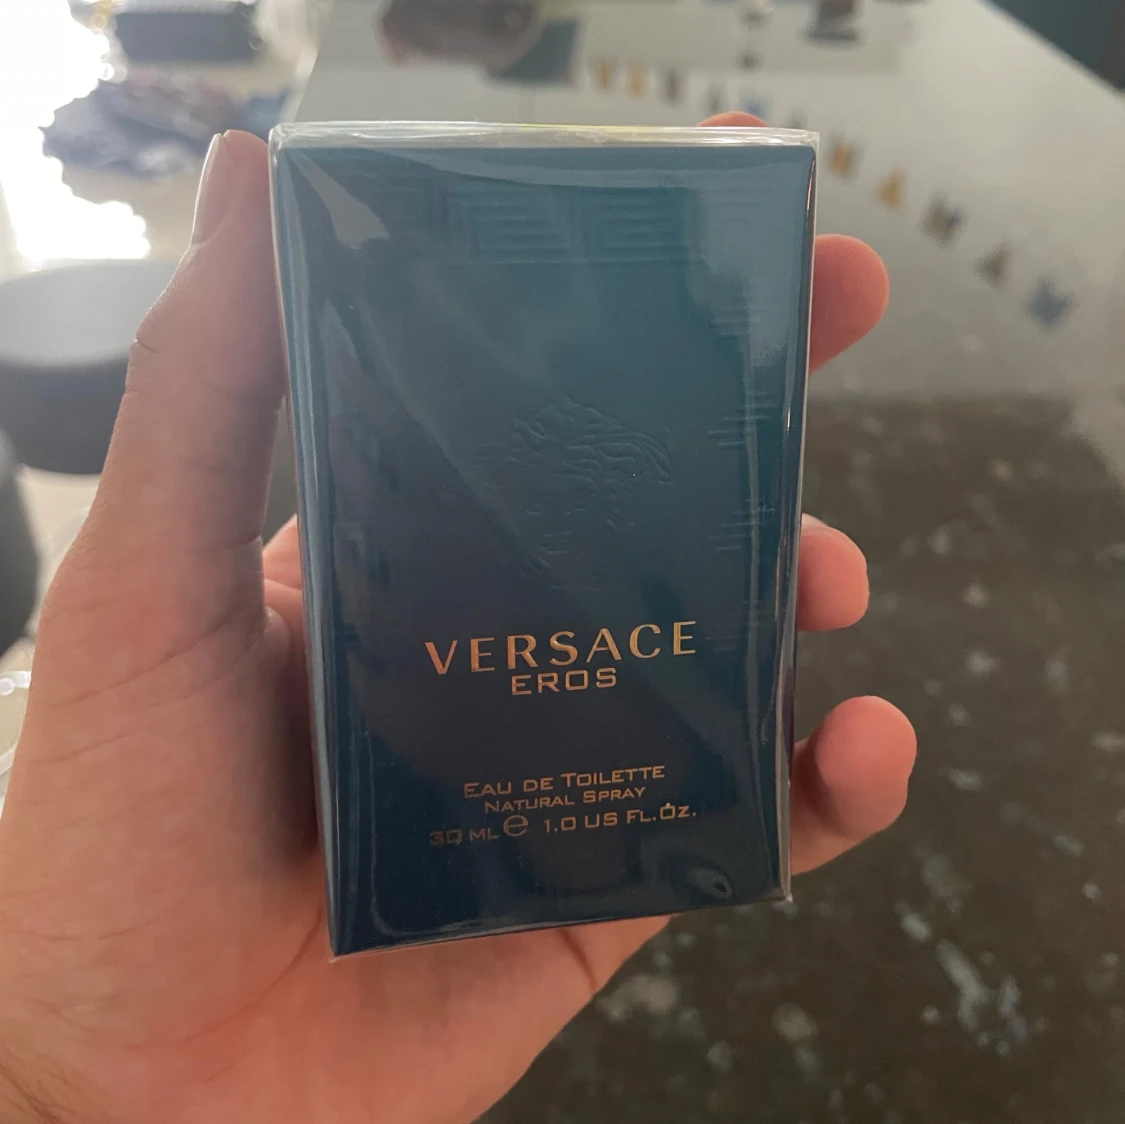 VERSACE
EROS
EAU DE TOILETTE
NATURAL SPRAY
30 ML ℮ 1.0 US FL.OZ.